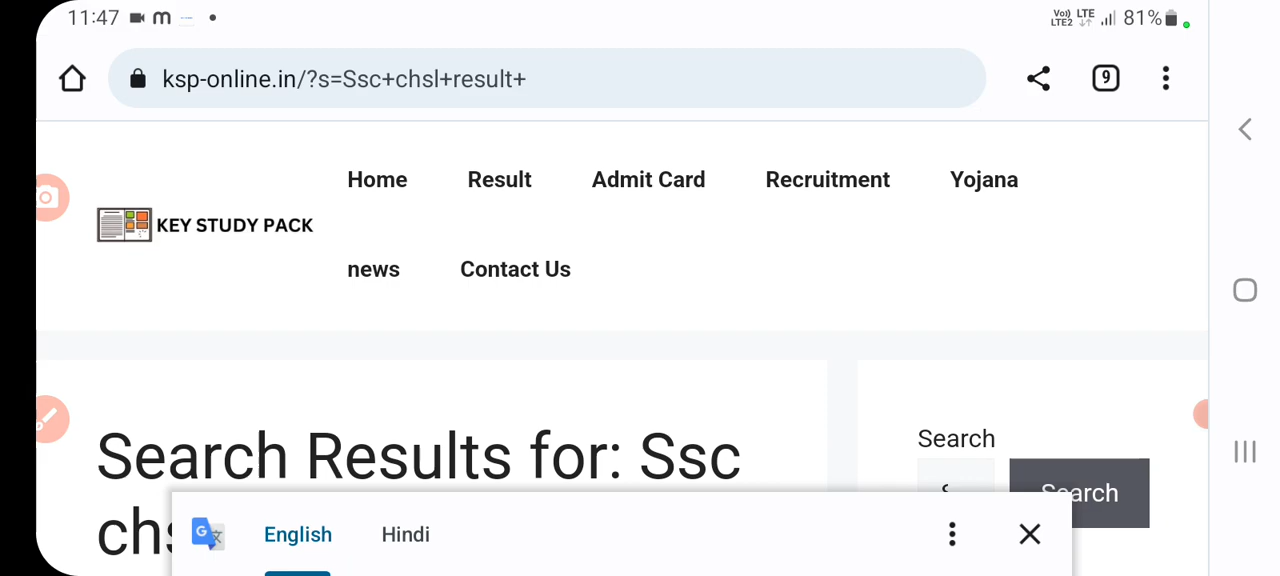 11:47
Vo)) LTE2 LTE 81%
ksp-online.in/?s=Ssc+chsl+result+
9
Home Result Admit Card Recruitment Yojana
KEY STUDY PACK
news Contact Us
Search Results for: Ssc
Search
Search
English Hindi